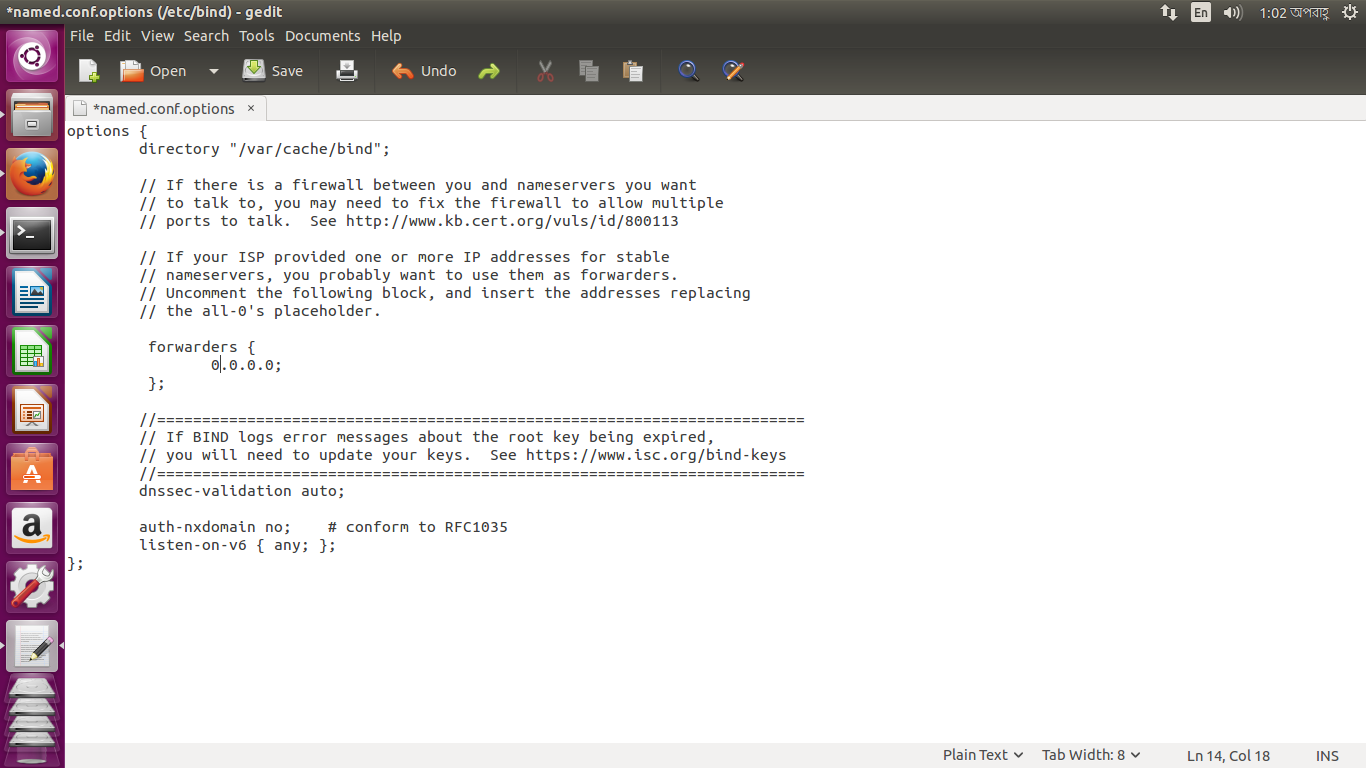 *named.conf.options (/etc/bind) - gedit
En
1:02 অপরাহ্ণ
File Edit View Search Tools Documents Help
Open Save Undo
*named.conf.options ×
options {
directory "/var/cache/bind";
// If there is a firewall between you and nameservers you want
// to talk to, you may need to fix the firewall to allow multiple
// ports to talk.  See http://www.kb.cert.org/vuls/id/800113
// If your ISP provided one or more IP addresses for stable
// nameservers, you probably want to use them as forwarders.
// Uncomment the following block, and insert the addresses replacing
// the all-0's placeholder.
forwarders {
0.0.0.0;
};
//========================================================================
// If BIND logs error messages about the root key being expired,
// you will need to update your keys.  See https://www.isc.org/bind-keys
//========================================================================
dnssec-validation auto;
auth-nxdomain no;    # conform to RFC1035
listen-on-v6 { any; };
};
Plain Text Tab Width: 8 Ln 14, Col 18 INS